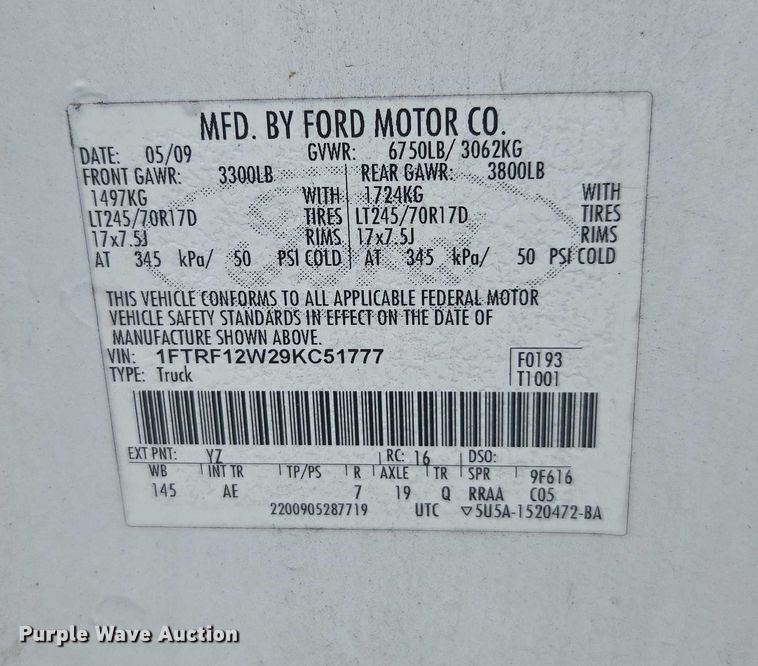 MFD. BY FORD MOTOR CO.
DATE: 05/09 GVWR: 6750LB/ 3062KG
FRONT GAWR: 3300LB REAR GAWR: 3800LB
1497KG WITH 1724KG WITH
LT245/70R17D TIRES LT245/70R17D TIRES
17x7.5J RIMS 17x7.5J RIMS
AT 345 kPa/ 50 PSI COLD AT 345 kPa/ 50 PSI COLD
THIS VEHICLE CONFORMS TO ALL APPLICABLE FEDERAL MOTOR
VEHICLE SAFETY STANDARDS IN EFFECT ON THE DATE OF
MANUFACTURE SHOWN ABOVE.
VIN: 1FTRF12W29KC51777 F0193
TYPE: Truck T1001
EXT PNT: YZ RC: 16 DSO:
WB INT TR TP/PS R AXLE TR SPR 9F616
145 AE 7 19 Q RRAA C05
2200905287719 UTC ▽5U5A-1520472-BA
Purple Wave Auction